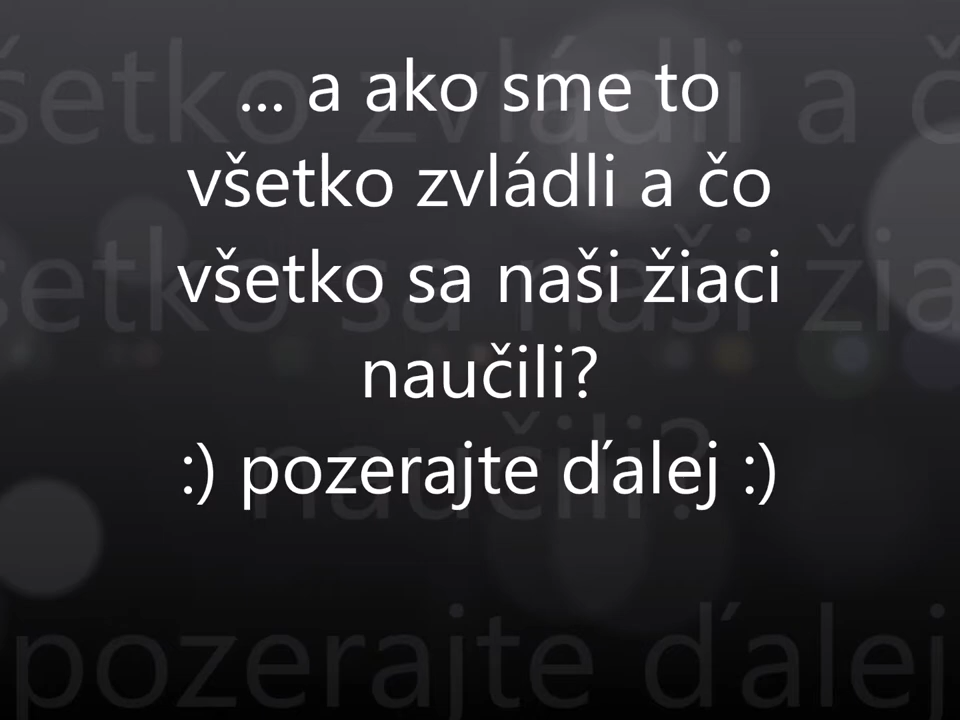 ... a ako sme to
všetko zvládli a čo
všetko sa naši žiaci
naučili?
:) pozerajte ďalej :)